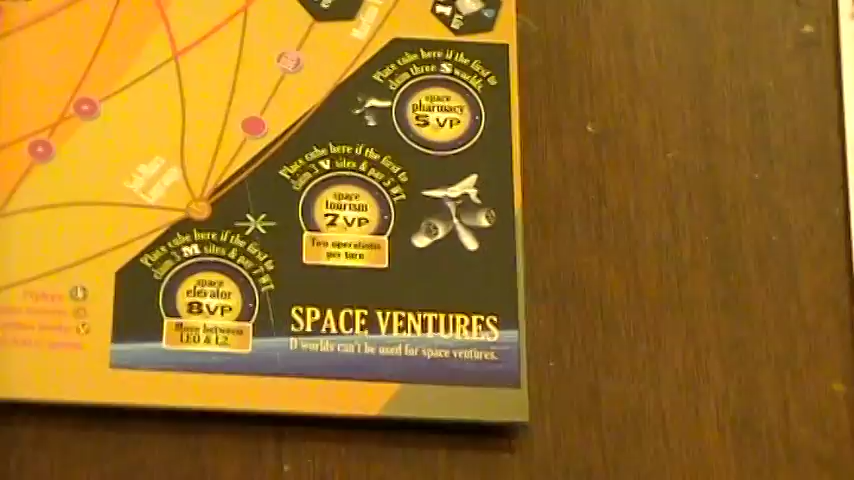 Place cube here if the first to
claim three S worlds.
space
pharmacy
5 VP
Place cube here if the first to
claim 3 V sites & pay 5 WT
space
tourism
7 VP
Two operations
per turn
Place cube here if the first to
claim 3 M sites & pay 7 WT
space
elevator
8VP
Move between
LEO & L2.
SPACE VENTURES
D worlds can't be used for space ventures.